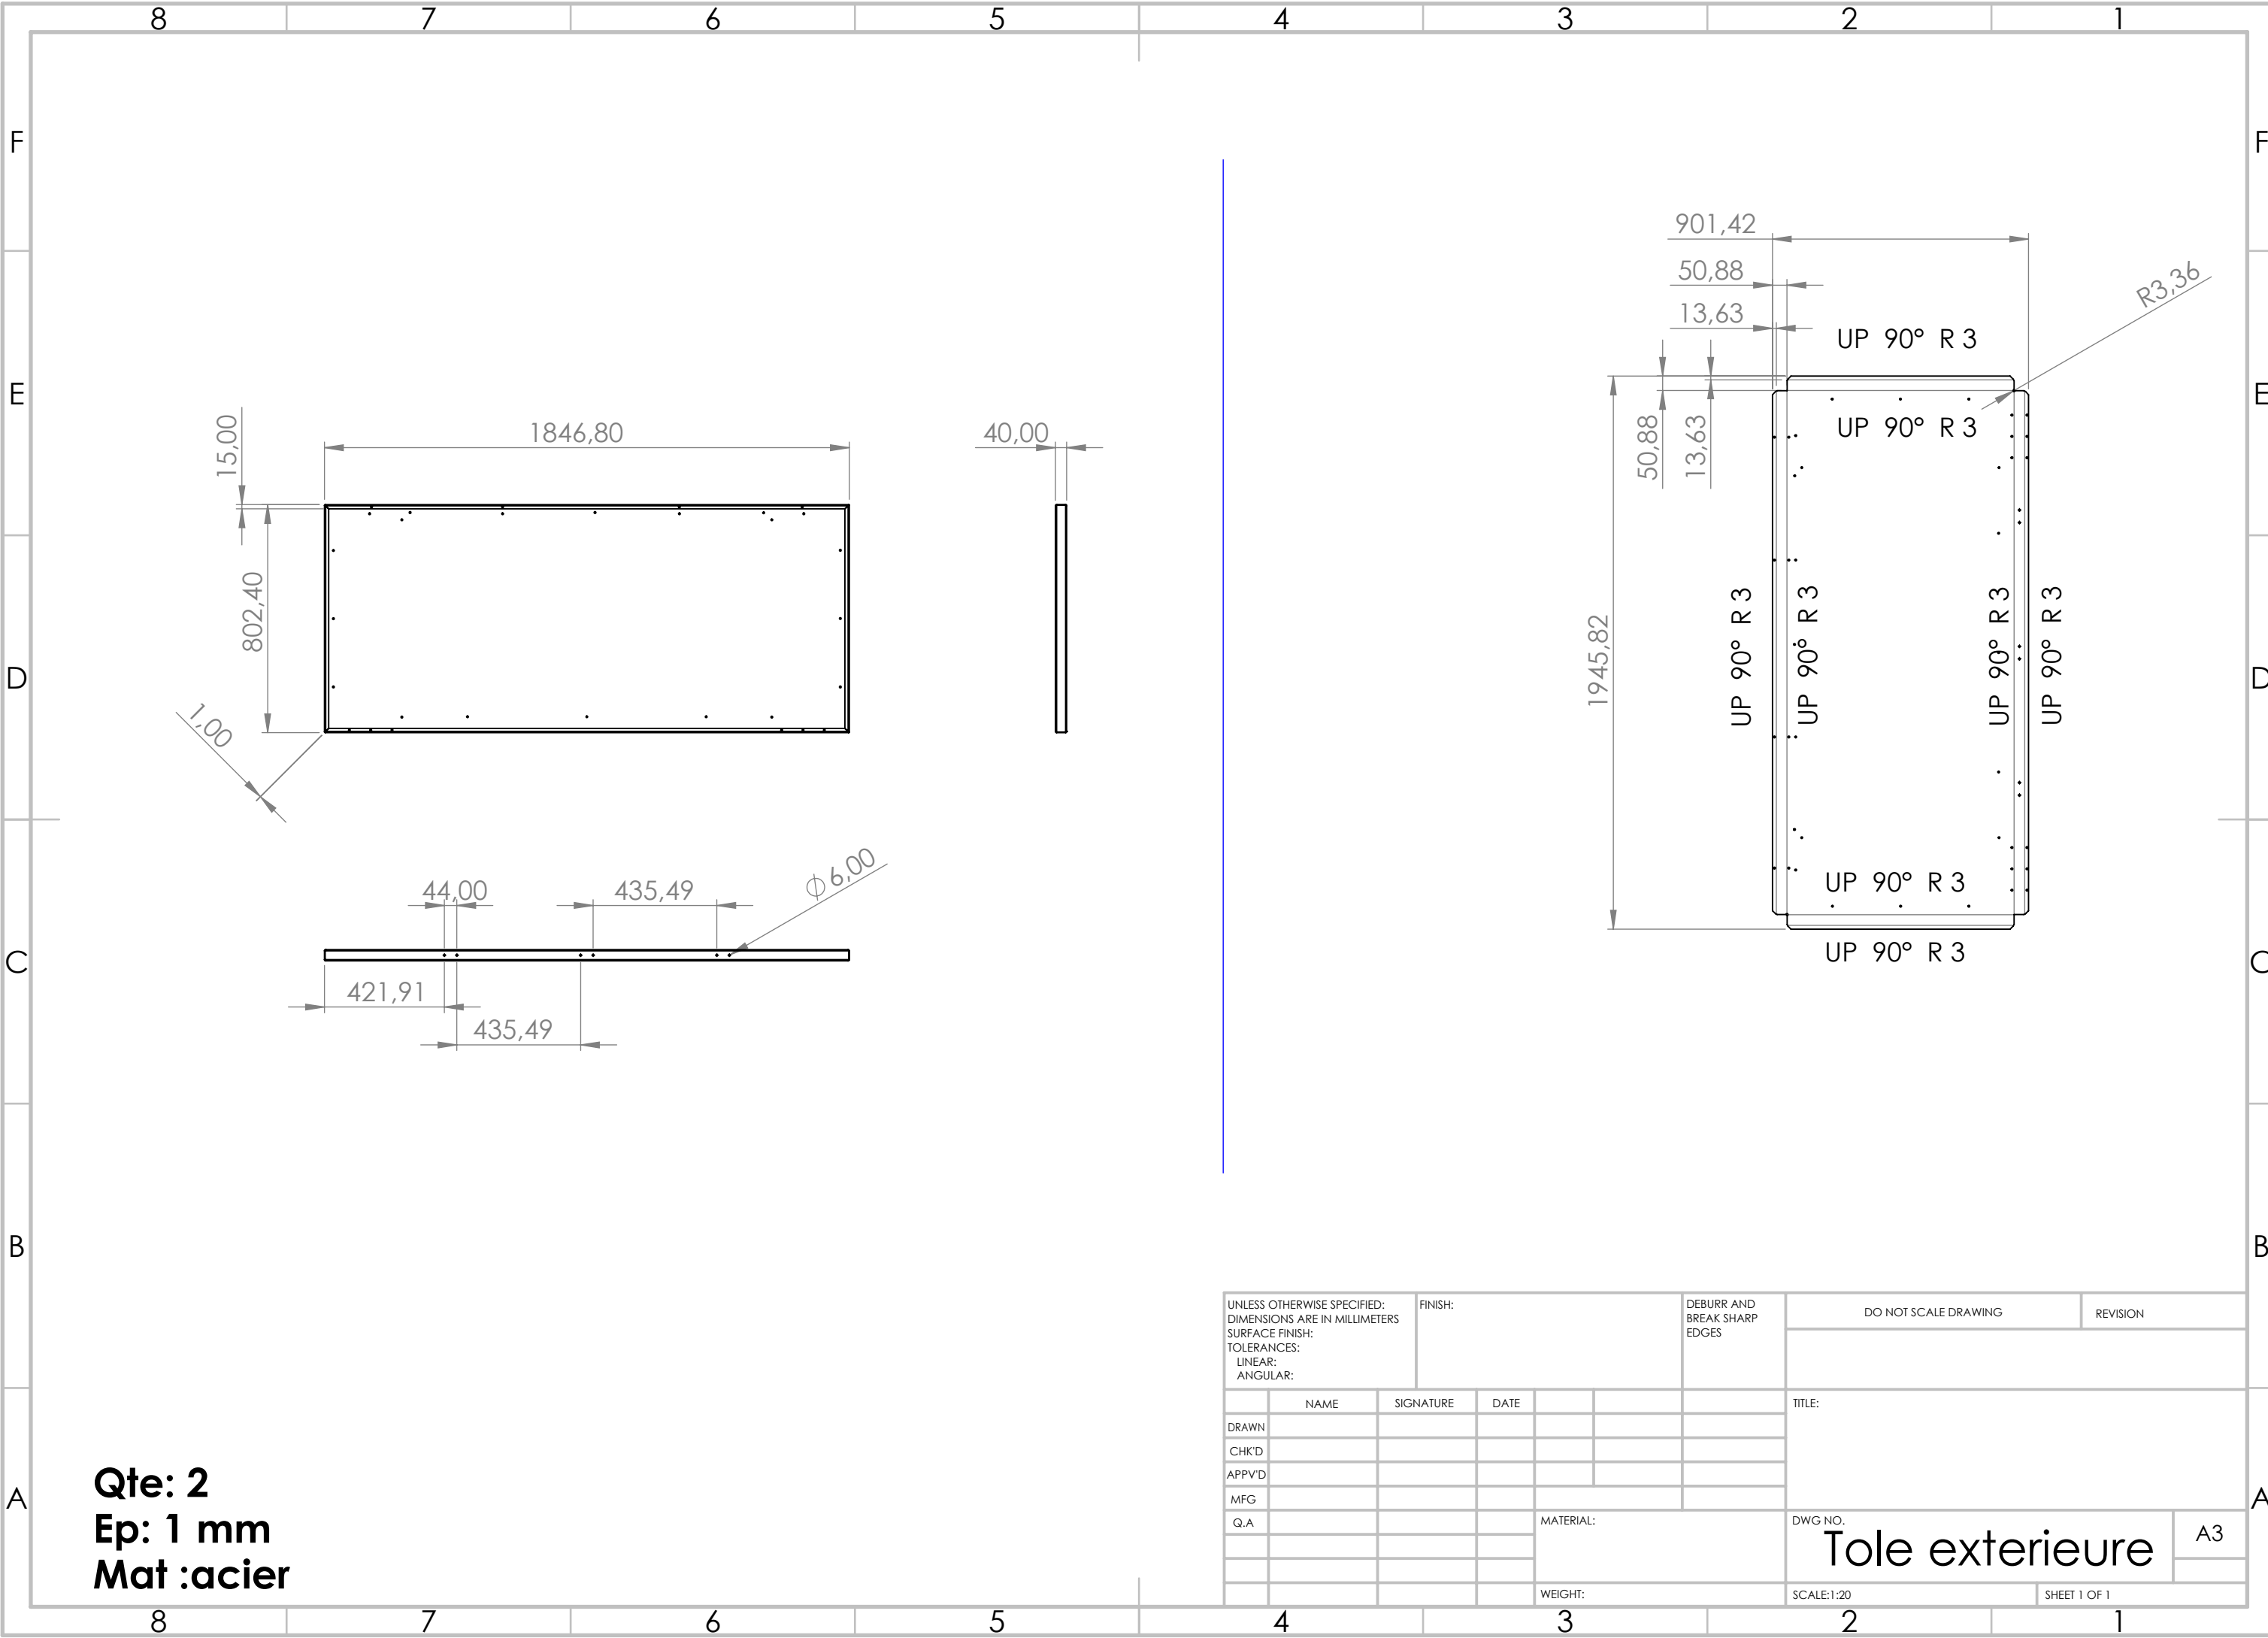 8 7 6 5 4 3 2 1
F F
E E
D D
C C
B B
A A
15,00
1846,80
40,00
802,40
1,00
44,00
435,49
∅ 6,00
421,91
435,49
901,42
50,88
13,63
R3,36
UP 90° R 3
50,88
13,63
UP 90° R 3
1945,82
UP 90° R 3
UP 90° R 3
UP 90° R 3
UP 90° R 3
UP 90° R 3
UP 90° R 3
Qte: 2
Ep: 1 mm
Mat :acier
UNLESS OTHERWISE SPECIFIED:
DIMENSIONS ARE IN MILLIMETERS
SURFACE FINISH:
TOLERANCES:
LINEAR:
ANGULAR:
FINISH:
DEBURR AND
BREAK SHARP
EDGES
DO NOT SCALE DRAWING
REVISION
NAME SIGNATURE DATE
TITLE:
DRAWN
CHK'D
APPV'D
MFG
Q.A
MATERIAL:
DWG NO.
Tole exterieure
A3
WEIGHT:
SCALE:1:20
SHEET 1 OF 1
8 7 6 5 4 3 2 1